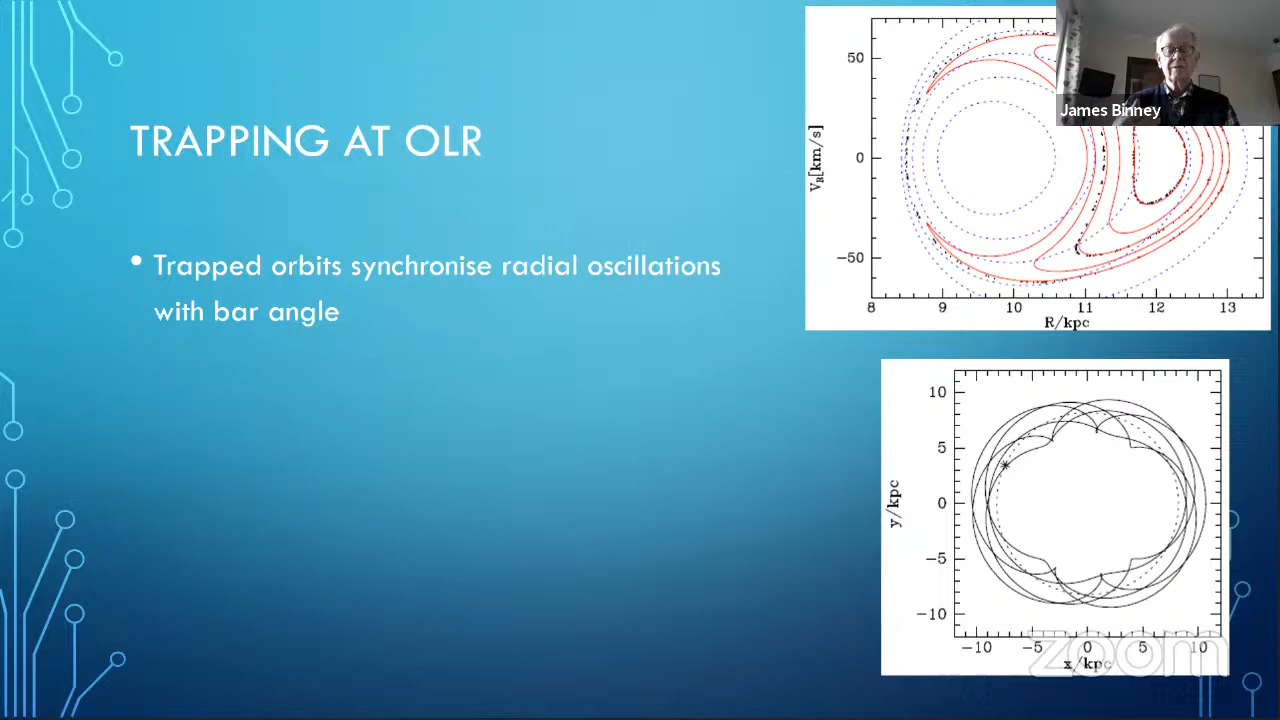 TRAPPING AT OLR
• Trapped orbits synchronise radial oscillations
with bar angle
James Binney
50
0
−50
V_R[km/s]
8 9 10 11 12 13
R/kpc
10
5
0
−5
−10
y/kpc
−10 −5 0 5 10
x/kpc
zoom